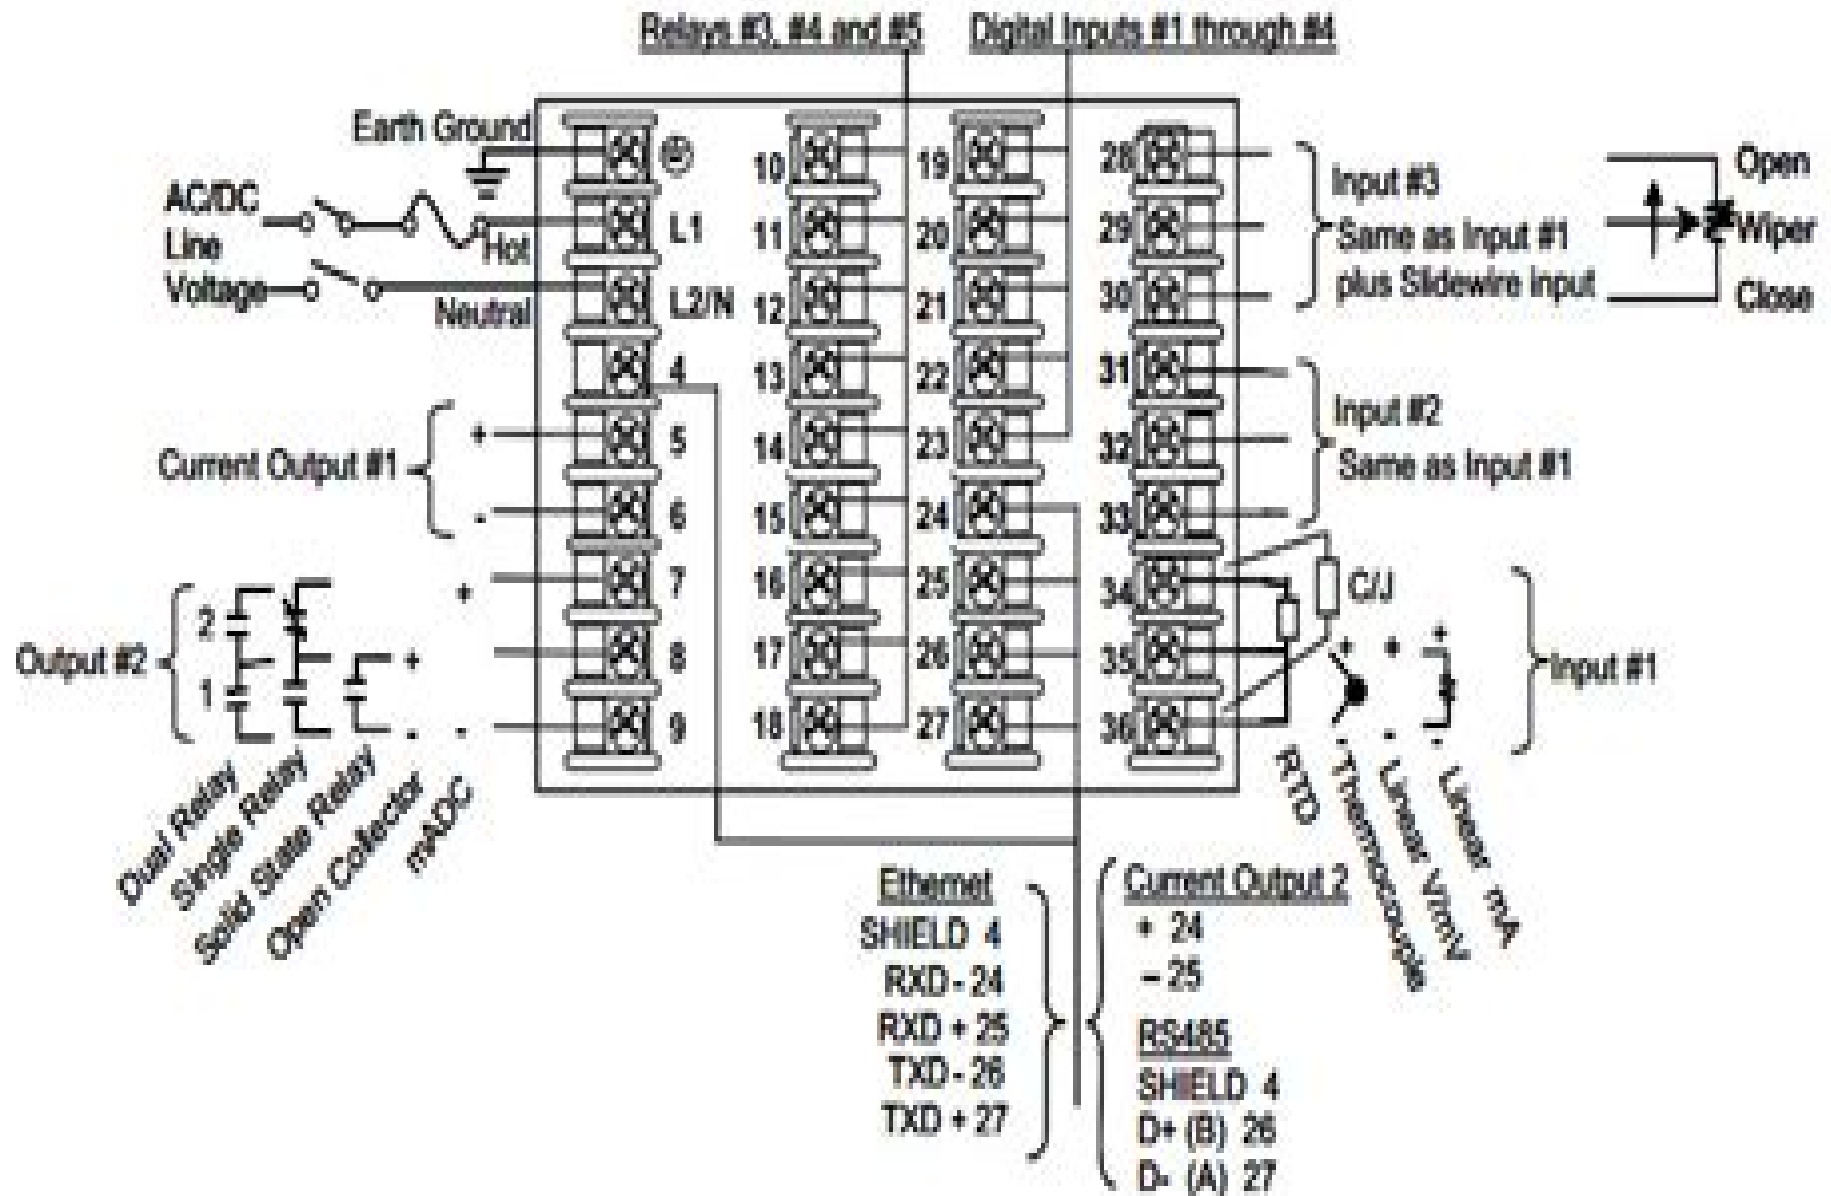 Relays #3, #4 and #5
Digital Inputs #1 through #4
Earth Ground
AC/DC
Line
Voltage
Hot
Neutral
L1
L2/N
4
5
6
7
8
9
10
11
12
13
14
15
16
17
18
19
20
21
22
23
24
25
26
27
28
29
30
31
32
33
34
35
36
Current Output #1
+
-
Output #2
2
1
+
+
-
-
Dual Relay
Single Relay
Solid State Relay
Open Collector
mADC
Input #3
Same as Input #1
plus Slidewire input
Open
Wiper
Close
Input #2
Same as Input #1
C/J
+
+
+
-
-
-
Input #1
RTD
Thermocouple
Linear V/mV
Linear mA
Ethernet
SHIELD 4
RXD - 24
RXD + 25
TXD - 26
TXD + 27
Current Output 2
+ 24
– 25
RS485
SHIELD 4
D+ (B) 26
D- (A) 27